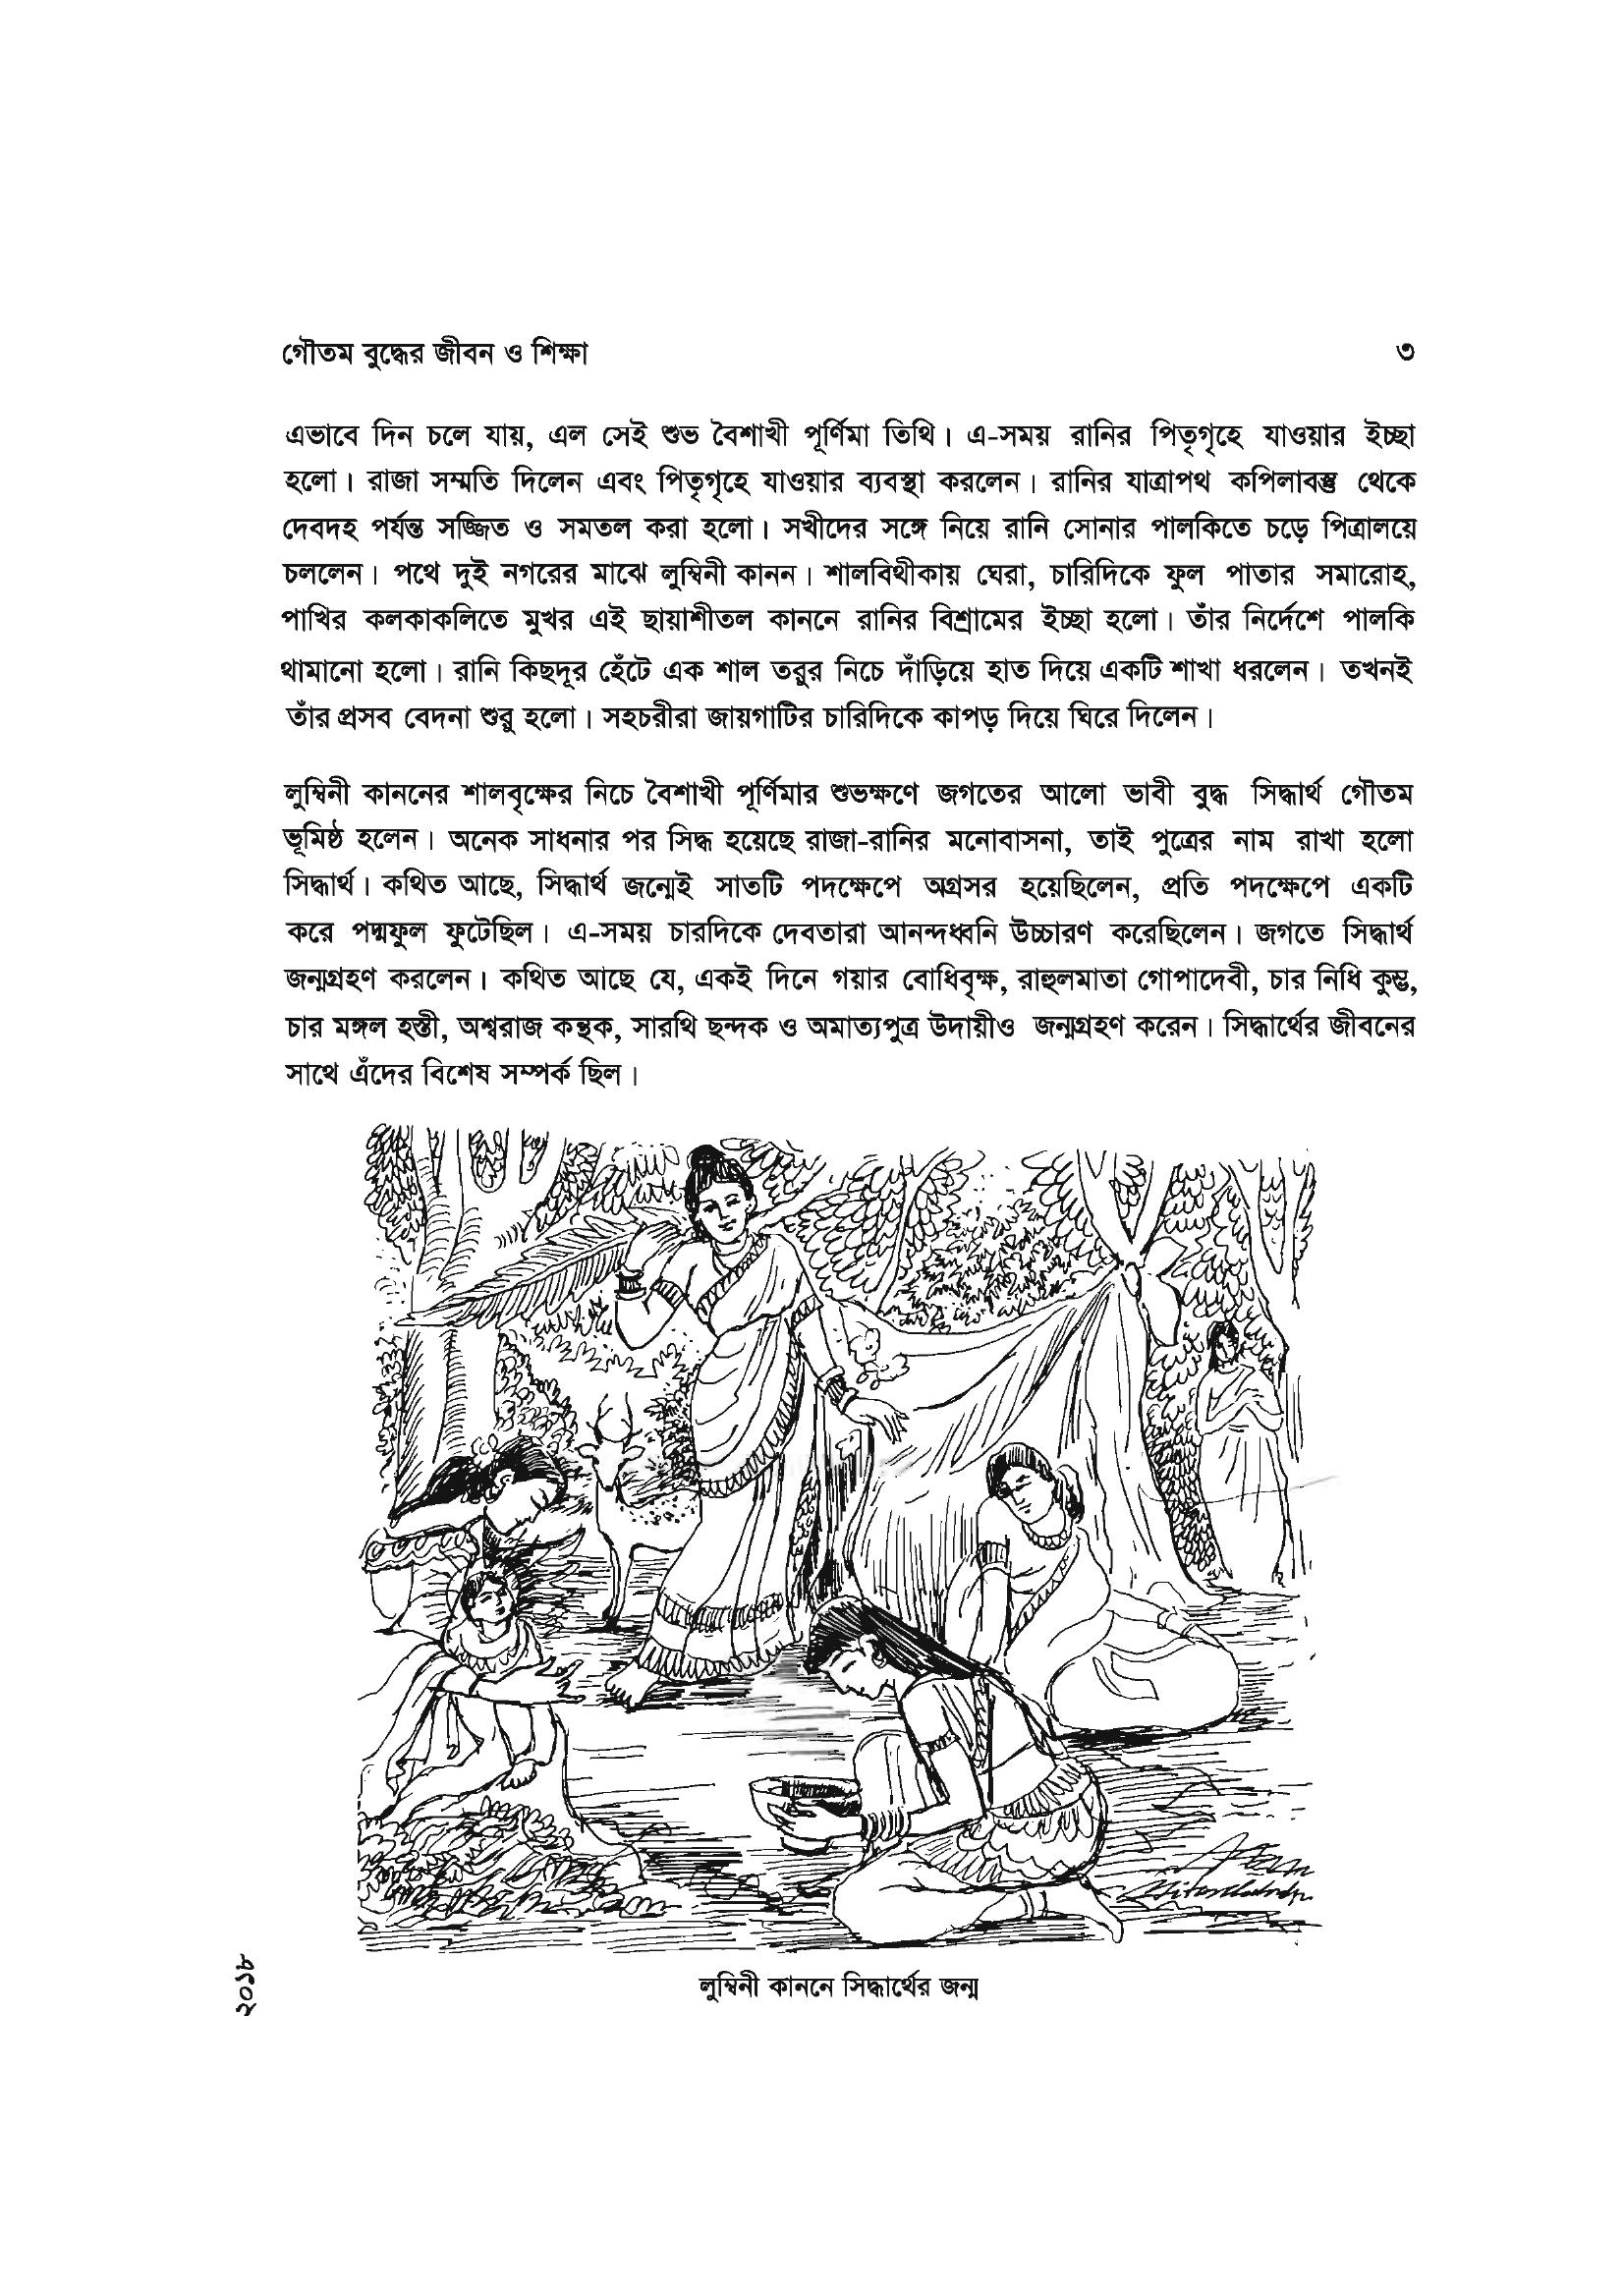 গৌতম বুদ্ধের জীবন ও শিক্ষা ৩
এভাবে দিন চলে যায়, এল সেই শুভ বৈশাখী পূর্ণিমা তিথি। এ-সময় রানির পিতৃগৃহে যাওয়ার ইচ্ছা
হলো। রাজা সম্মতি দিলেন এবং পিতৃগৃহে যাওয়ার ব্যবস্থা করলেন। রানির যাত্রাপথ কপিলাবস্তু থেকে
দেবদহ পর্যন্ত সজ্জিত ও সমতল করা হলো। সখীদের সঙ্গে নিয়ে রানি সোনার পালকিতে চড়ে পিত্রালয়ে
চললেন। পথে দুই নগরের মাঝে লুম্বিনী কানন। শালবিথীকায় ঘেরা, চারিদিকে ফুল পাতার সমারোহ,
পাখির কলকাকলিতে মুখর এই ছায়াশীতল কাননে রানির বিশ্রামের ইচ্ছা হলো। তাঁর নির্দেশে পালকি
থামানো হলো। রানি কিছদূর হেঁটে এক শাল তরুর নিচে দাঁড়িয়ে হাত দিয়ে একটি শাখা ধরলেন। তখনই
তাঁর প্রসব বেদনা শুরু হলো। সহচরীরা জায়গাটির চারিদিকে কাপড় দিয়ে ঘিরে দিলেন।
লুম্বিনী কাননের শালবৃক্ষের নিচে বৈশাখী পূর্ণিমার শুভক্ষণে জগতের আলো ভাবী বুদ্ধ সিদ্ধার্থ গৌতম
ভূমিষ্ঠ হলেন। অনেক সাধনার পর সিদ্ধ হয়েছে রাজা-রানির মনোবাসনা, তাই পুত্রের নাম রাখা হলো
সিদ্ধার্থ। কথিত আছে, সিদ্ধার্থ জন্মেই সাতটি পদক্ষেপে অগ্রসর হয়েছিলেন, প্রতি পদক্ষেপে একটি
করে পদ্মফুল ফুটেছিল। এ-সময় চারদিকে দেবতারা আনন্দধ্বনি উচ্চারণ করেছিলেন। জগতে সিদ্ধার্থ
জন্মগ্রহণ করলেন। কথিত আছে যে, একই দিনে গয়ার বোধিবৃক্ষ, রাহুলমাতা গোপাদেবী, চার নিধি কুম্ভ,
চার মঙ্গল হস্তী, অশ্বরাজ কন্থক, সারথি ছন্দক ও অমাত্যপুত্র উদায়ীও জন্মগ্রহণ করেন। সিদ্ধার্থের জীবনের
সাথে এঁদের বিশেষ সম্পর্ক ছিল।
লুম্বিনী কাননে সিদ্ধার্থের জন্ম
২০১৮